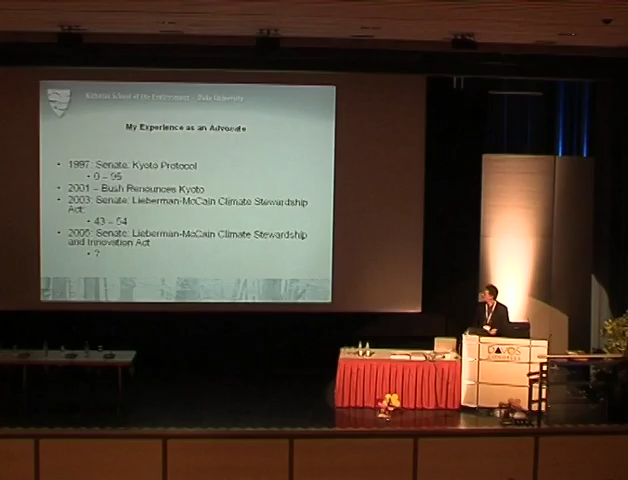 Nicholas School of the Environment – Duke University
My Experience as an Advocate
• 1997: Senate: Kyoto Protocol
• 0 – 95
• 2001 – Bush Renounces Kyoto
• 2003: Senate: Lieberman-McCain Climate Stewardship
Act:
• 43 – 54
• 2005: Senate: Lieberman-McCain Climate Stewardship
and Innovation Act
• ?
DAVOS
CONGRESS